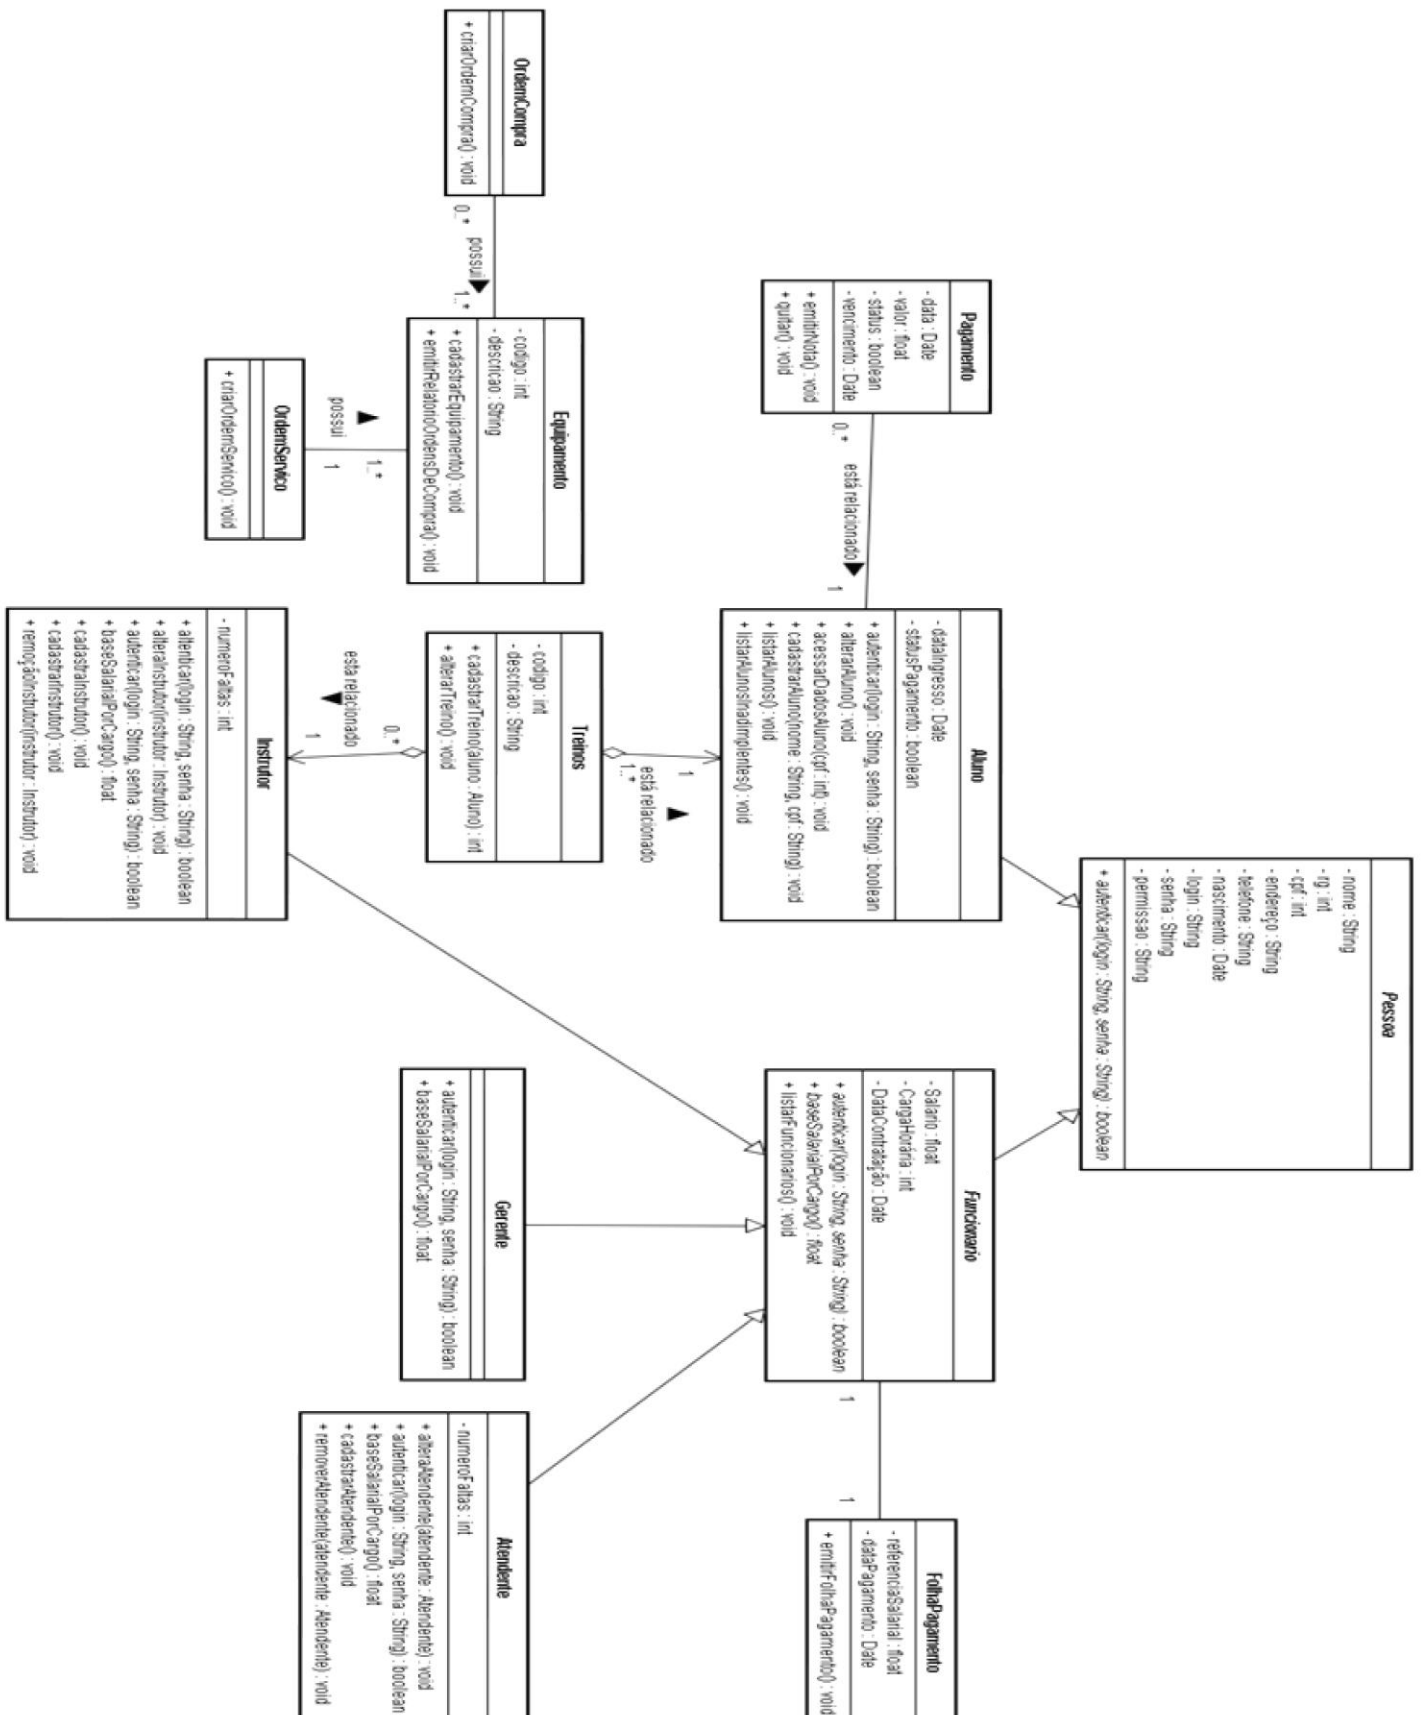 Pessoa
- nome : String
- rg : int
- cpf : int
- endereço : String
- telefone : String
- nascimento : Date
- login : String
- senha : String
- permissao : String
+ autenticar(login : String, senha : String) : boolean
Pagamento
- data : Date
- valor : float
- status : boolean
- vencimento : Date
+ emitirNota() : void
+ quitar() : void
0..*
está relacionado
1
Aluno
- dataIngresso : Date
- statusPagamento : boolean
+ autenticar(login : String, senha : String) : boolean
+ alterarAluno() : void
+ acessarDadosAluno(cpf : int) : void
+ cadastrarAluno(nome : String, cpf : String) : void
+ listarAlunos() : void
+ listarAlunosInadimplentes() : void
Funcionario
- Salario : float
- CargaHorária : int
- DataContratação : Date
+ autenticar(login : String, senha : String) : boolean
+ baseSalarialPorCargo() : float
+ listarFuncionarios() : void
1
1
FolhaPagamento
- referenciaSalarial : float
- dataPagamento : Date
+ emitirFolhaPagamento() : void
1
1..*
está relacionado
OrdemCompra
+ criarOrdemCompra() : void
0..*
possui
1..*
Equipamento
- codigo : int
- descricao : String
+ cadastrarEquipamento() : void
+ emitirRelatorioOrdensDeCompra() : void
Treinos
- codigo : int
- descricao : String
+ cadastrarTreino(aluno : Aluno) : int
+ alterarTreino() : void
Gerente
+ autenticar(login : String, senha : String) : boolean
+ baseSalarialPorCargo() : float
Atendente
- numeroFaltas : int
+ alteraAtendente(atendente : Atendente) : void
+ autenticar(login : String, senha : String) : boolean
+ baseSalarialPorCargo() : float
+ cadastrarAtendente() : void
+ removerAtendente(atendente : Atendente) : void
1..*
possui
1
0..*
esta relacionado
1
OrdemServico
+ criarOrdemServico() : void
Instrutor
- numeroFaltas : int
+ altenticar(login : String, senha : String) : boolean
+ alteraInstrutor(instrutor : Instrutor) : void
+ autenticar(login : String, senha : String) : boolean
+ baseSalarialPorCargo() : float
+ cadastraInstrutor() : void
+ cadastrarInstrutor() : void
+ remoçãoInstrutor(instrutor : Instrutor) : void